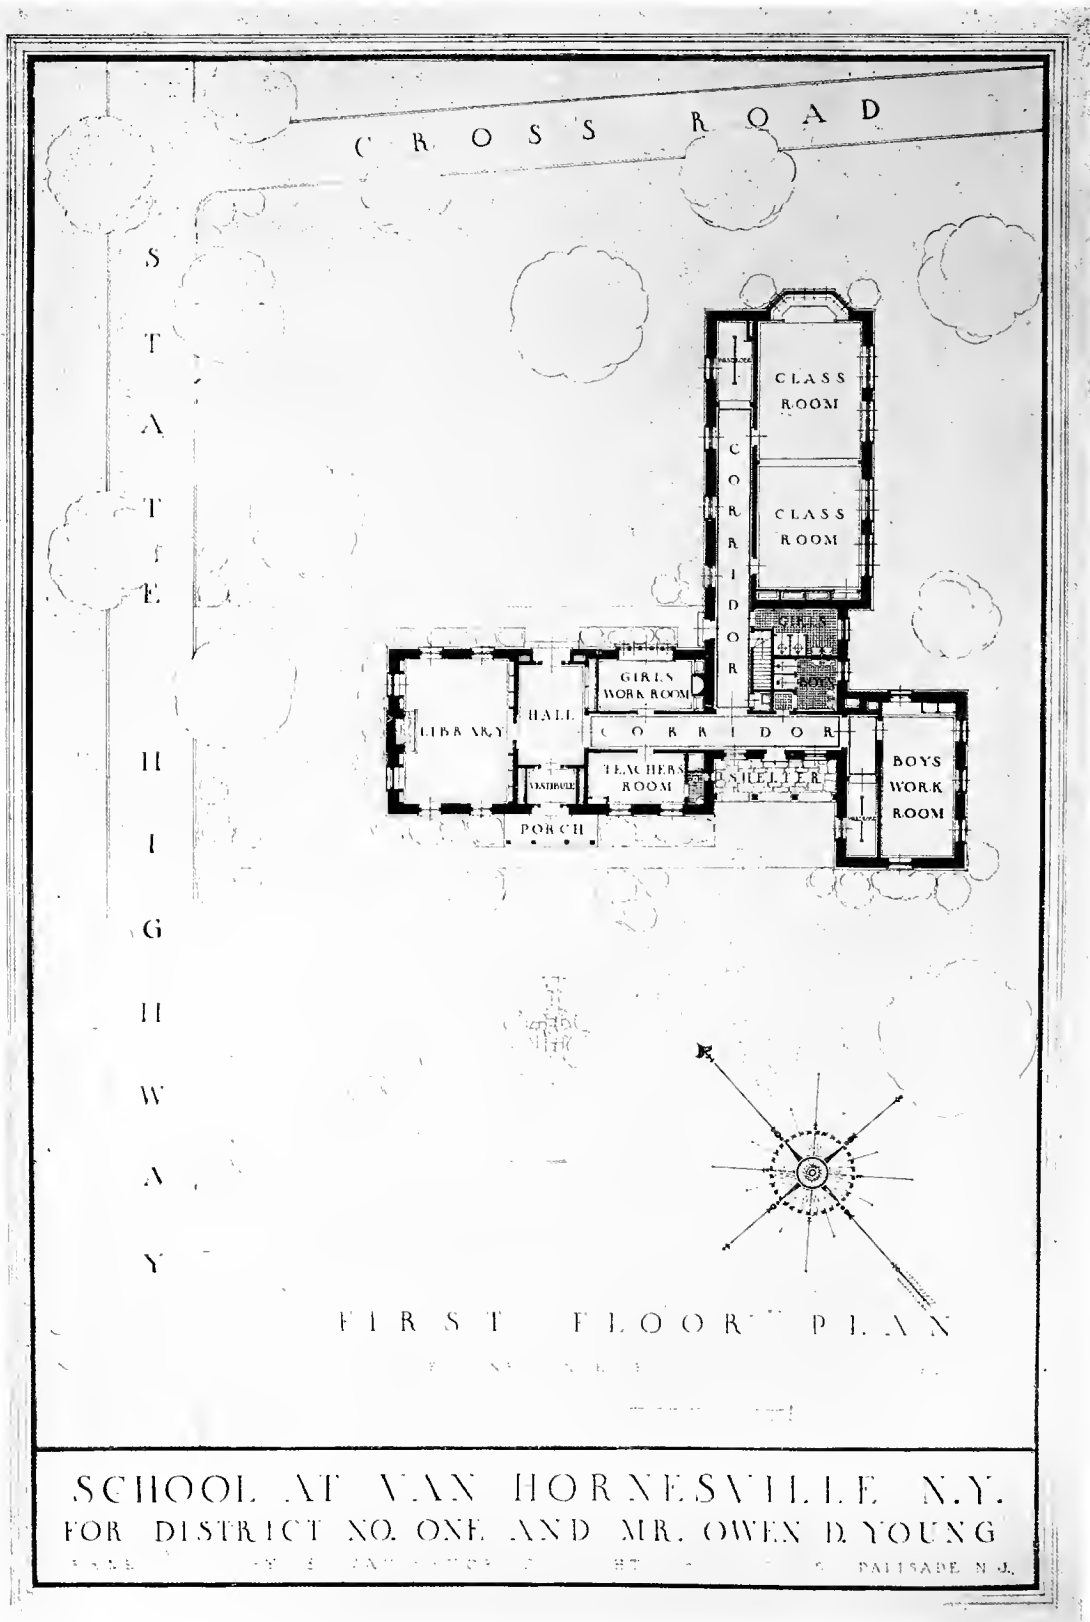 CROSS ROAD
STATE HIGHWAY
WARDROBE
CLASS
ROOM
CORRIDOR
CLASS
ROOM
GIRLS
BOYS
GIRLS
WORK ROOM
HALL
LIBRARY
CORRIDOR
TEACHERS
ROOM
SHELTER
VESTIBULE
PORCH
BOYS
WORK
ROOM
WARDROBE
FIRST FLOOR PLAN
SCHOOL AT VAN HORNESVILLE N.Y.
FOR DISTRICT NO. ONE AND MR. OWEN D. YOUNG
PALISADE N.J.